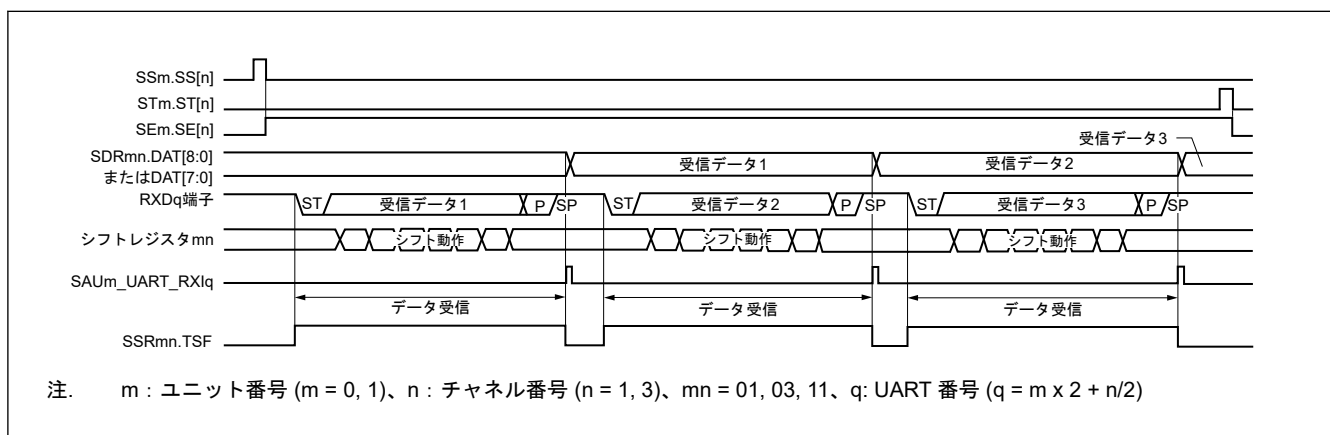 SSm.SS[n]
STm.ST[n]
SEm.SE[n]
受信データ3
SDRmn.DAT[8:0]
またはDAT[7:0]
受信データ1
受信データ2
RXDq端子
ST 受信データ1 P SP ST 受信データ2 P SP ST 受信データ3 P SP
シフトレジスタmn
シフト動作 シフト動作 シフト動作
SAUm_UART_RXIq
データ受信 データ受信 データ受信
SSRmn.TSF
注. m:ユニット番号 (m = 0, 1)、n:チャネル番号 (n = 1, 3)、mn = 01, 03, 11、q: UART 番号 (q = m x 2 + n/2)